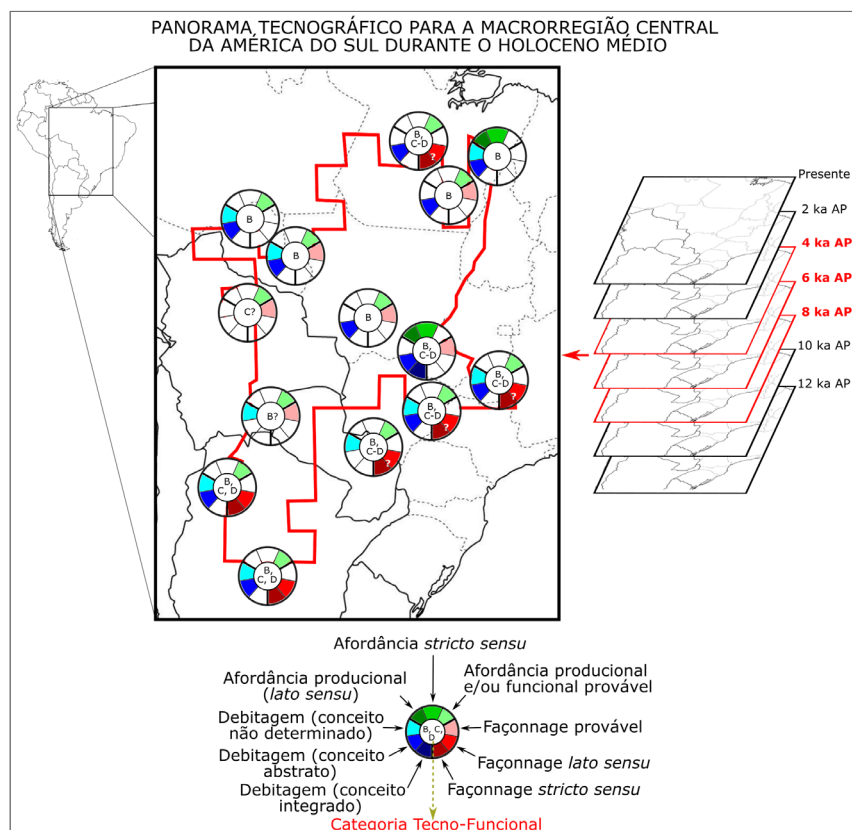 PANORAMA TECNOGRÁFICO PARA A MACRORREGIÃO CENTRAL
DA AMÉRICA DO SUL DURANTE O HOLOCENO MÉDIO
B,
C-D
?
B
B
B
B
C?
B
B,
C-D
B,
C-D
?
B,
C-D
?
B?
B,
C-D
?
B,
C, D
B,
C, D
Presente
2 ka AP
4 ka AP
6 ka AP
8 ka AP
10 ka AP
12 ka AP
Afordância stricto sensu
Afordância producional
(lato sensu)
Afordância producional
e/ou funcional provável
Debitagem (conceito
não determinado)
Façonnage provável
Debitagem (conceito
abstrato)
Façonnage lato sensu
Debitagem (conceito
integrado)
Façonnage stricto sensu
B, C,
D
Categoria Tecno-Funcional